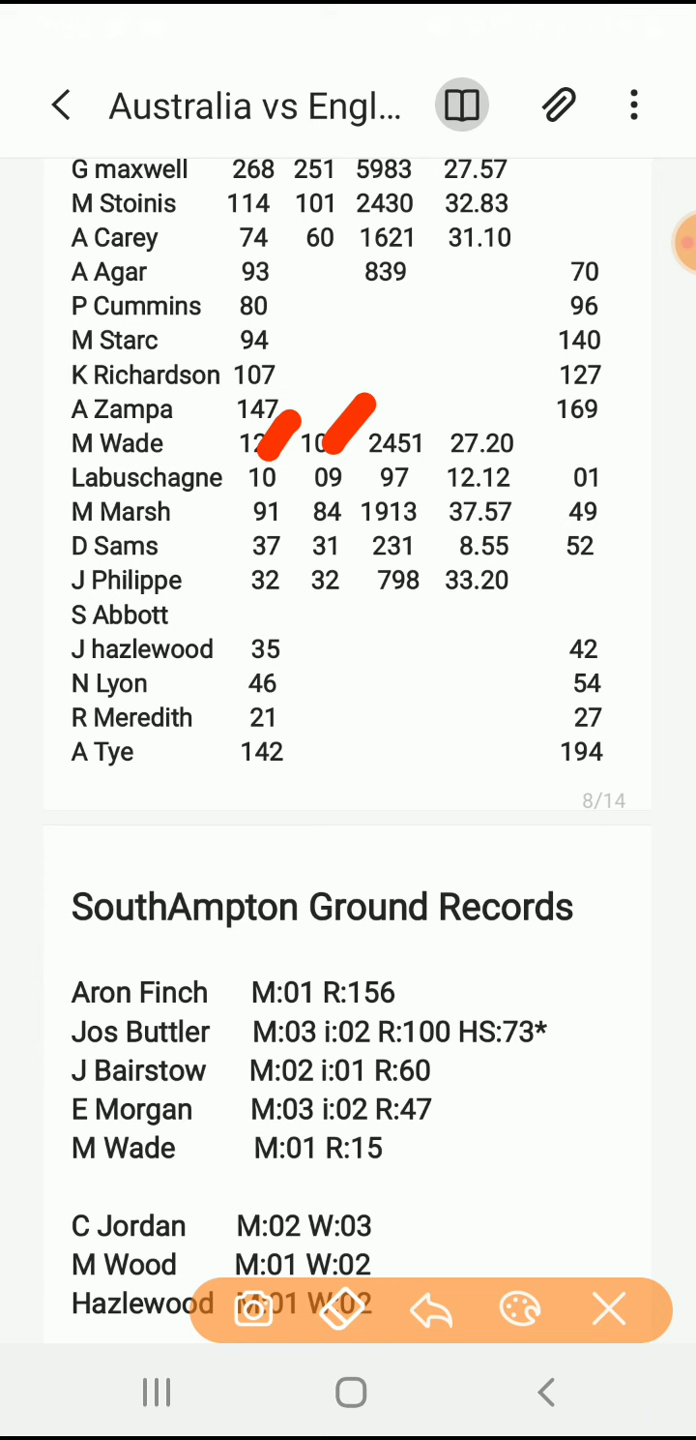 Australia vs Engl...
G maxwell 268 251 5983 27.57
M Stoinis 114 101 2430 32.83
A Carey 74 60 1621 31.10
A Agar 93 839 70
P Cummins 80 96
M Starc 94 140
K Richardson 107 127
A Zampa 147 169
M Wade 2451 27.20
Labuschagne 10 09 97 12.12 01
M Marsh 91 84 1913 37.57 49
D Sams 37 31 231 8.55 52
J Philippe 32 32 798 33.20
S Abbott
J hazlewood 35 42
N Lyon 46 54
R Meredith 21 27
A Tye 142 194
8/14
SouthAmpton Ground Records
Aron Finch M:01 R:156
Jos Buttler M:03 i:02 R:100 HS:73*
J Bairstow M:02 i:01 R:60
E Morgan M:03 i:02 R:47
M Wade M:01 R:15
C Jordan M:02 W:03
M Wood M:01 W:02
Hazlewood M:01 W:02